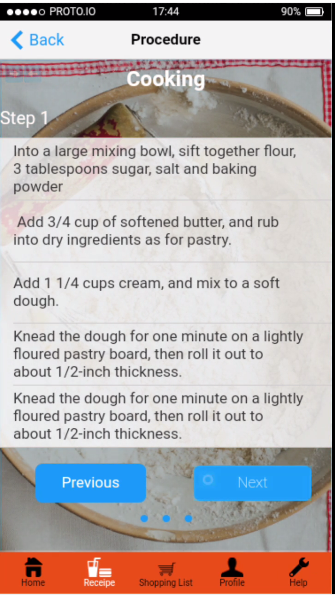 PROTO.IO 17:44 90%
Back Procedure
Cooking
Step 1
Into a large mixing bowl, sift together flour,
3 tablespoons sugar, salt and baking
powder
Add 3/4 cup of softened butter, and rub
into dry ingredients as for pastry.
Add 1 1/4 cups cream, and mix to a soft
dough.
Knead the dough for one minute on a lightly
floured pastry board, then roll it out to
about 1/2-inch thickness.
Knead the dough for one minute on a lightly
floured pastry board, then roll it out to
about 1/2-inch thickness.
Previous Next
Home Receipe Shopping List Profile Help